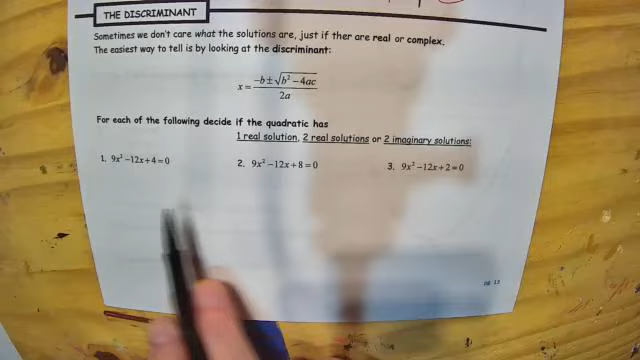 THE DISCRIMINANT
Sometimes we don't care what the solutions are, just if ther are real or complex.
The easiest way to tell is by looking at the discriminant:
x = (-b ± √(b² - 4ac)) / 2a
For each of the following decide if the quadratic has
1 real solution, 2 real solutions or 2 imaginary solutions:
1. 9x² - 12x + 4 = 0 2. 9x² - 12x + 8 = 0 3. 9x² - 12x + 2 = 0